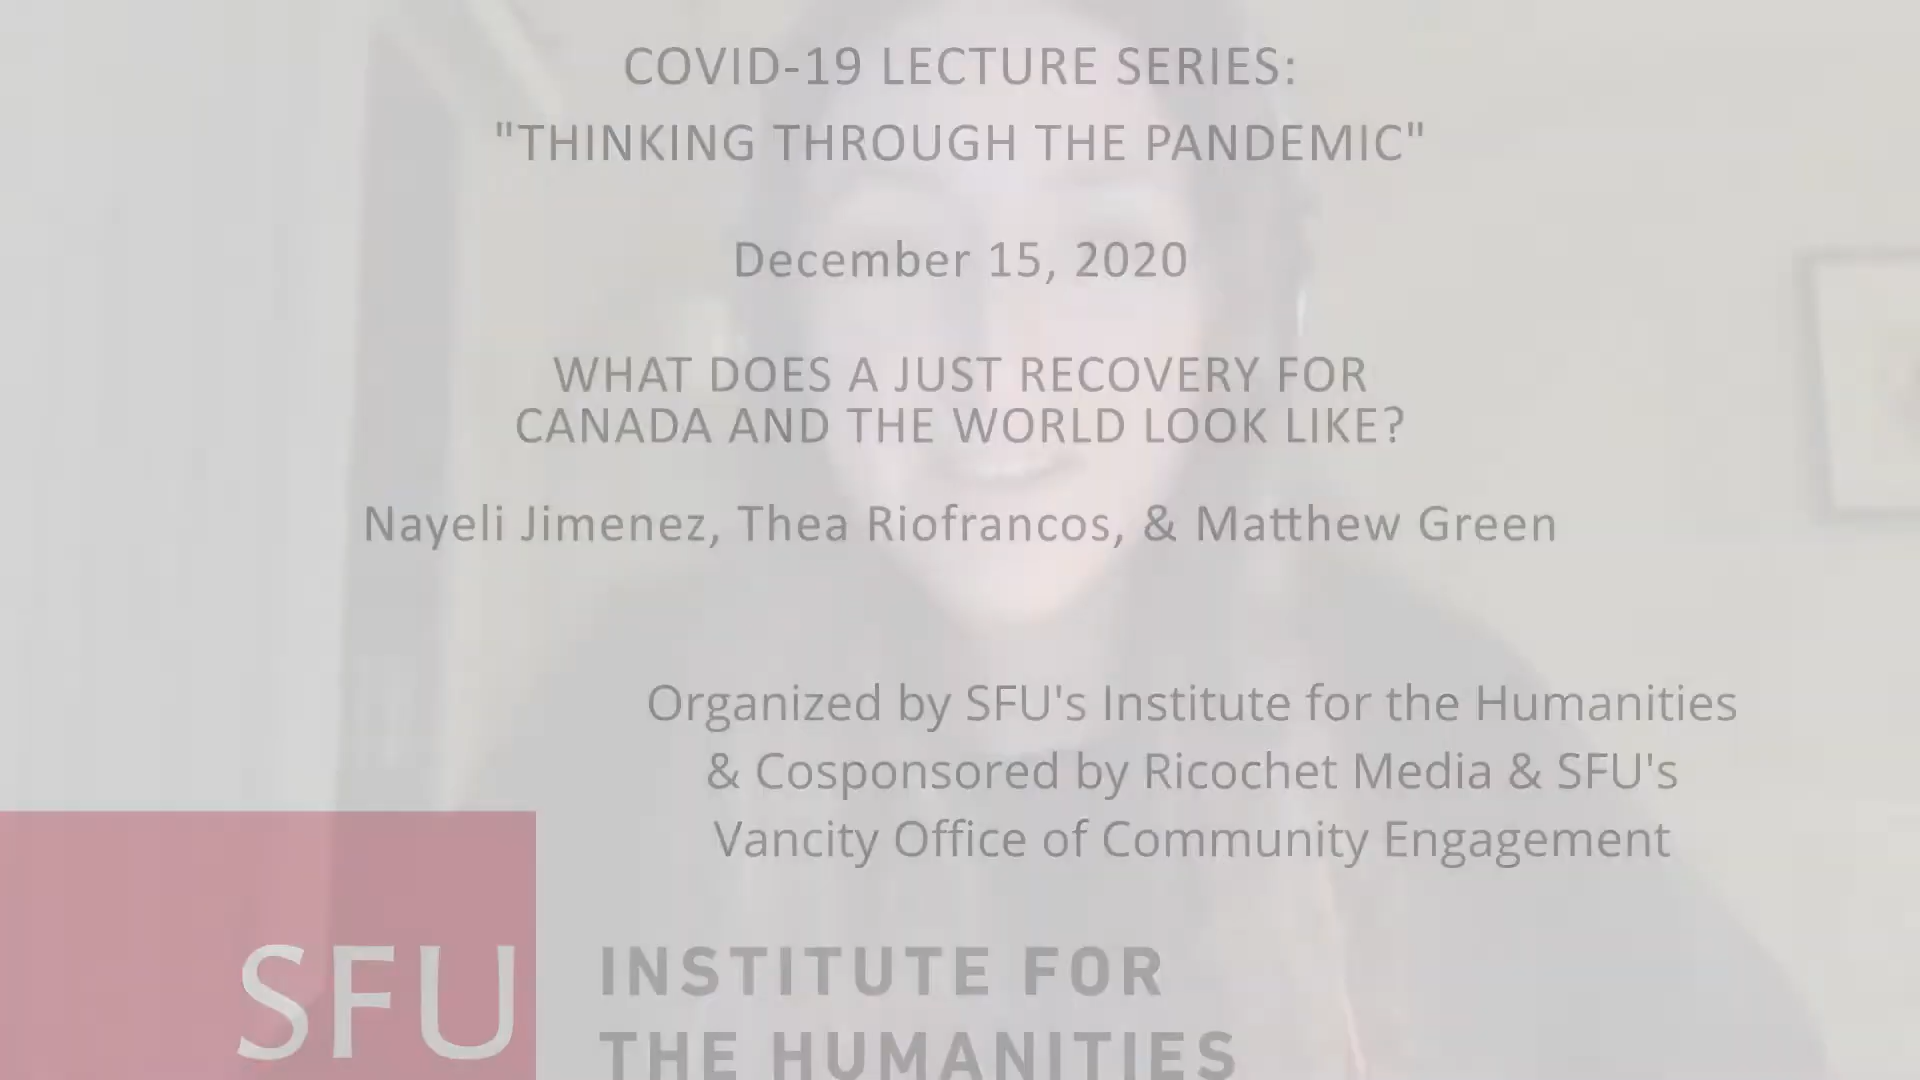 COVID-19 LECTURE SERIES:
"THINKING THROUGH THE PANDEMIC"
December 15, 2020
WHAT DOES A JUST RECOVERY FOR
CANADA AND THE WORLD LOOK LIKE?
Nayeli Jimenez, Thea Riofrancos, & Matthew Green
Organized by SFU's Institute for the Humanities
& Cosponsored by Ricochet Media & SFU's
Vancity Office of Community Engagement
SFU
INSTITUTE FOR
THE HUMANITIES